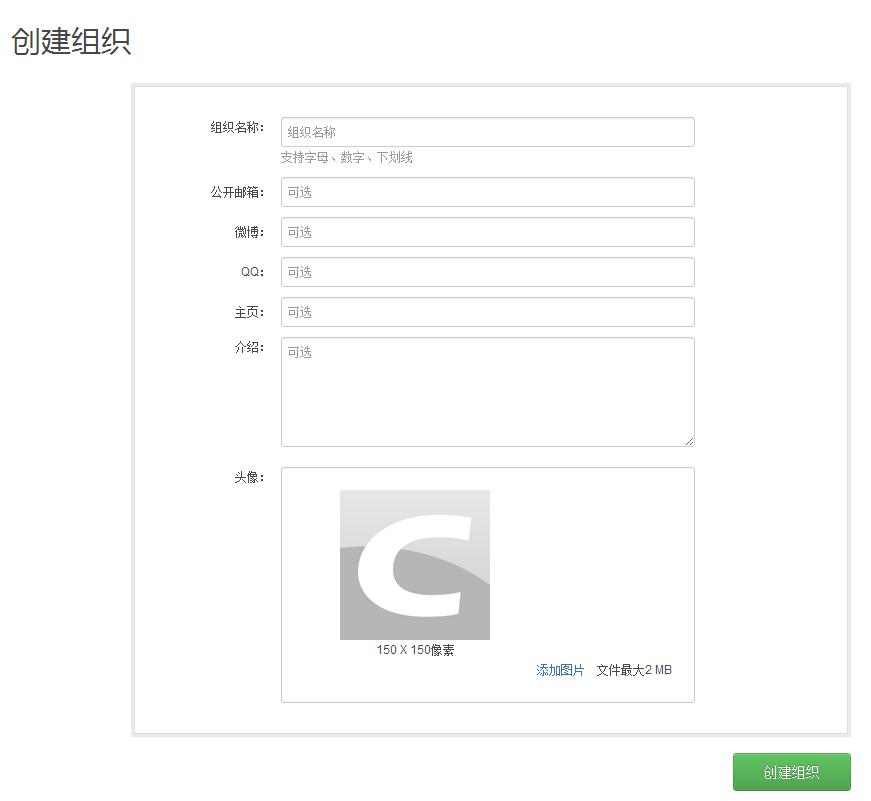 创建组织
组织名称：
组织名称
支持字母、数字、下划线
公开邮箱：
可选
微博：
可选
QQ：
可选
主页：
可选
介绍：
可选
头像：
C
150 X 150像素
添加图片 文件最大2 MB
创建组织